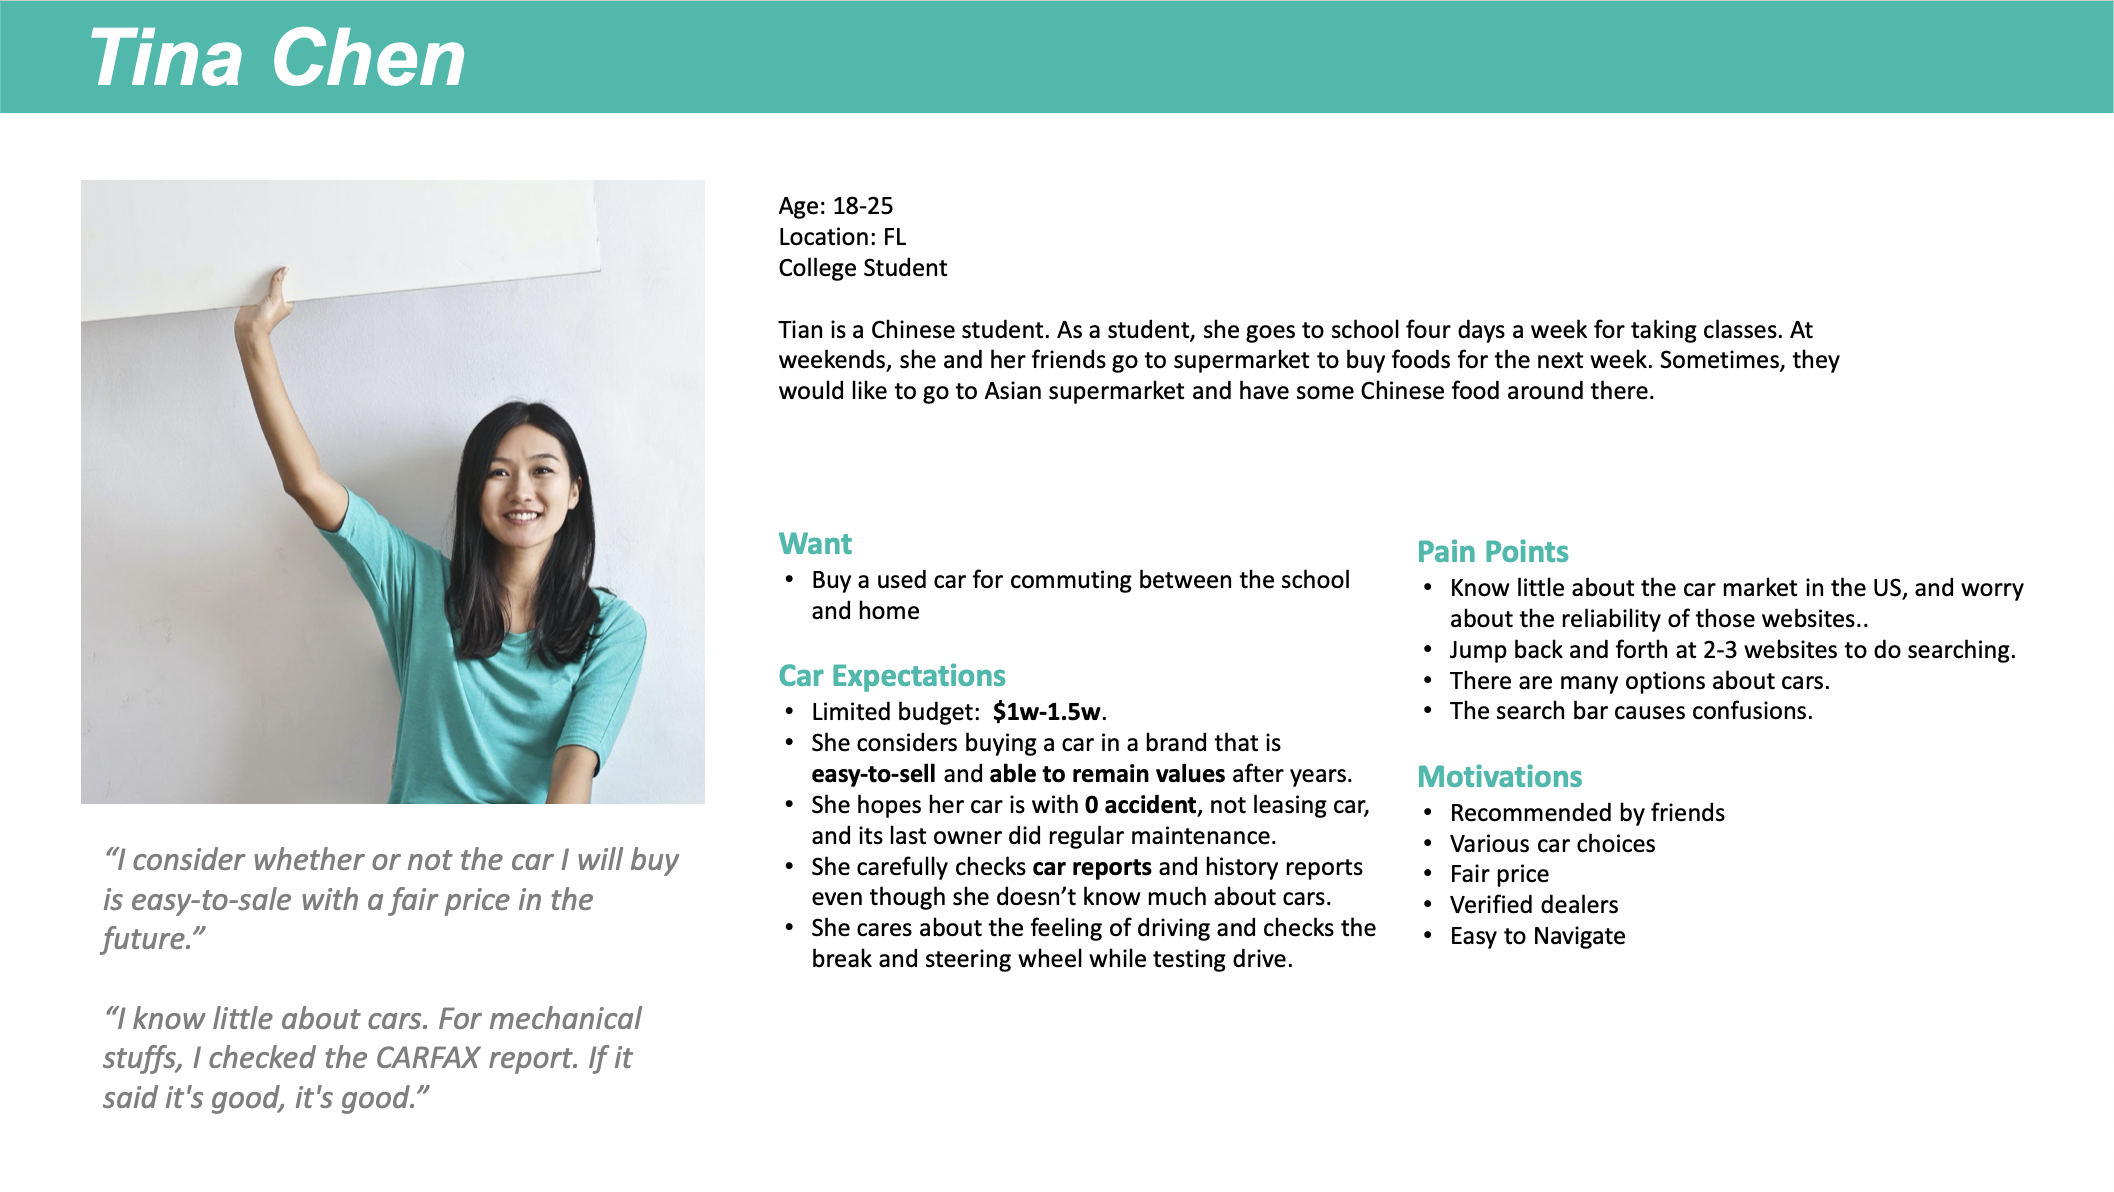 Tina Chen
Age: 18-25
Location: FL
College Student
Tian is a Chinese student. As a student, she goes to school four days a week for taking classes. At
weekends, she and her friends go to supermarket to buy foods for the next week. Sometimes, they
would like to go to Asian supermarket and have some Chinese food around there.
“I consider whether or not the car I will buy
is easy-to-sale with a fair price in the
future.”
“I know little about cars. For mechanical
stuffs, I checked the CARFAX report. If it
said it's good, it's good.”
Want
• Buy a used car for commuting between the school
and home
Car Expectations
• Limited budget:  $1w-1.5w.
• She considers buying a car in a brand that is
easy-to-sell and able to remain values after years.
• She hopes her car is with 0 accident, not leasing car,
and its last owner did regular maintenance.
• She carefully checks car reports and history reports
even though she doesn’t know much about cars.
• She cares about the feeling of driving and checks the
break and steering wheel while testing drive.
Pain Points
• Know little about the car market in the US, and worry
about the reliability of those websites..
• Jump back and forth at 2-3 websites to do searching.
• There are many options about cars.
• The search bar causes confusions.
Motivations
• Recommended by friends
• Various car choices
• Fair price
• Verified dealers
• Easy to Navigate